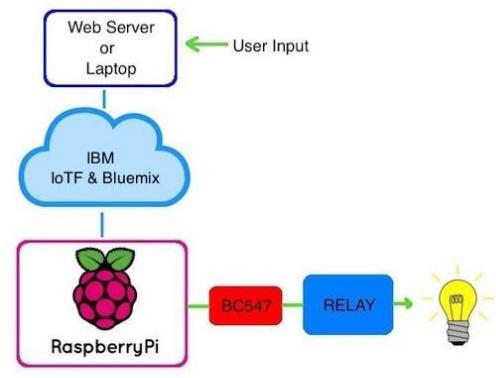 Web Server
or
Laptop
User Input
IBM
IoTF & Bluemix
RaspberryPi
BC547
RELAY